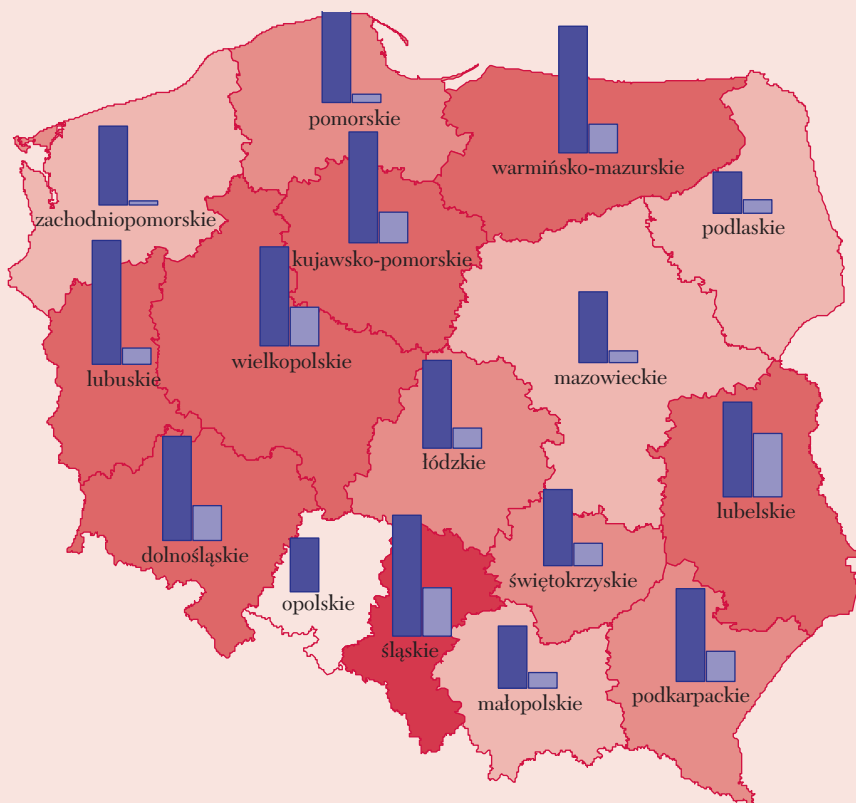 pomorskie
warmińsko-mazurskie
zachodniopomorskie
podlaskie
kujawsko-pomorskie
wielkopolskie
lubuskie
mazowieckie
łódzkie
lubelskie
dolnośląskie
świętokrzyskie
opolskie
śląskie
małopolskie
podkarpackie